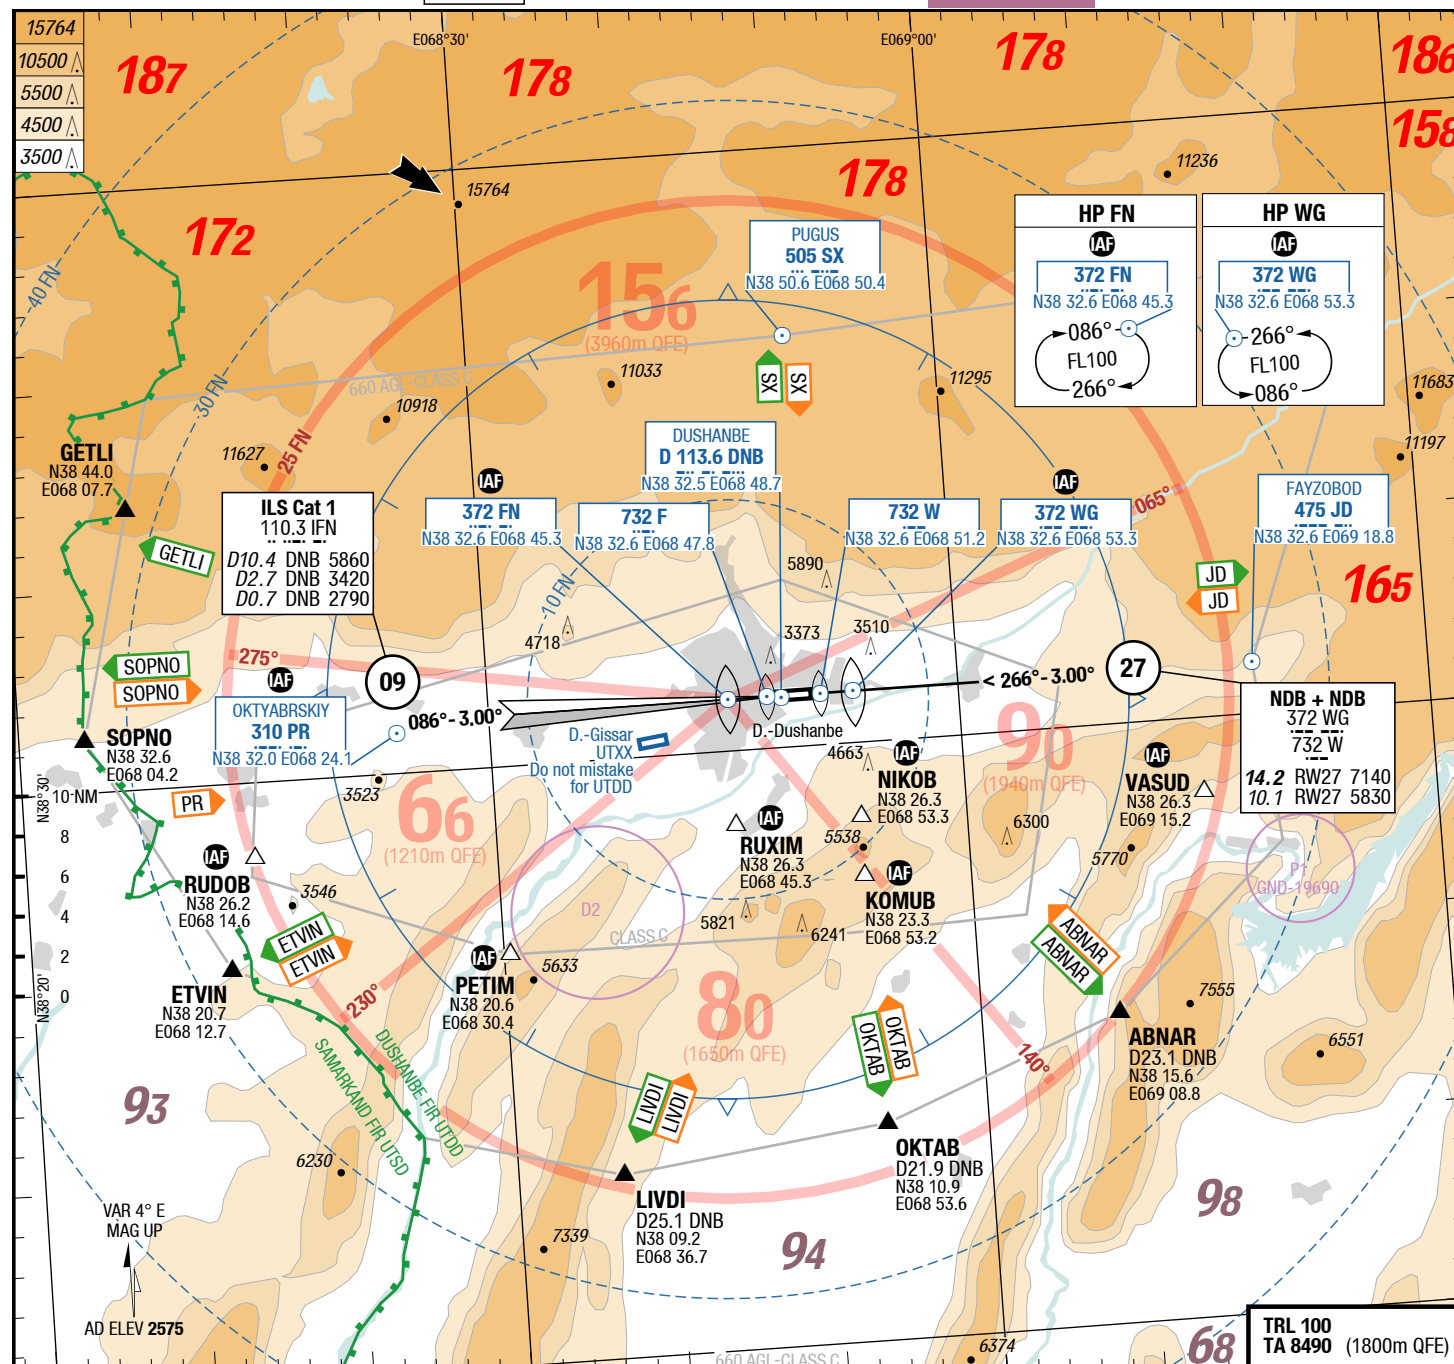 15764
10500
5500
4500
3500
E068°30'
E069°00'
187
178
178
186
158
178
172
165
15764
11236
HP FN
IAF
372 FN
N38 32.6 E068 45.3
086°
FL100
266°
HP WG
IAF
372 WG
N38 32.6 E068 53.3
266°
FL100
086°
PUGUS
505 SX
N38 50.6 E068 50.4
40 FN
30 FN
25 FN
10 FN
156
(3960m QFE)
660 AGL-CLASS C
11033
10918
11627
11295
11683
11197
SX
SX
GETLI
N38 44.0
E068 07.7
GETLI
DUSHANBE
D 113.6 DNB
N38 32.5 E068 48.7
ILS Cat 1
110.3 IFN
D10.4 DNB 5860
D2.7 DNB 3420
D0.7 DNB 2790
IAF
372 FN
N38 32.6 E068 45.3
732 F
N38 32.6 E068 47.8
732 W
N38 32.6 E068 51.2
IAF
372 WG
N38 32.6 E068 53.3
065°
FAYZOBOD
475 JD
N38 32.6 E069 18.8
JD
JD
5890
4718
3373
3510
275°
SOPNO
SOPNO
09
27
086°-3.00°
< 266°-3.00°
IAF
OKTYABRSKIY
310 PR
N38 32.0 E068 24.1
SOPNO
N38 32.6
E068 04.2
D.-Gissar
UTXX
Do not mistake
for UTDD
D.-Dushanbe
NDB + NDB
372 WG
732 W
14.2 RW27 7140
10.1 RW27 5830
N38°30'
10-NM
8
6
4
2
0
N38°20'
PR
3523
66
(1210m QFE)
4663
IAF
NIKOB
N38 26.3
E068 53.3
90
(1940m QFE)
IAF
VASUD
N38 26.3
E069 15.2
IAF
RUXIM
N38 26.3
E068 45.3
5538
6300
5770
IAF
RUDOB
N38 26.2
E068 14.6
3546
IAF
KOMUB
N38 23.3
E068 53.2
P1
GND-19690
D2
CLASS C
5821
6241
ETVIN
ETVIN
ETVIN
N38 20.7
E068 12.7
IAF
PETIM
N38 20.6
E068 30.4
5633
230°
ABNAR
ABNAR
80
(1650m QFE)
OKTAB
OKTAB
140°
7555
ABNAR
D23.1 DNB
N38 15.6
E069 08.8
6551
SAMARKAND FIR UTSD
DUSHANBE FIR UTDD
93
LIVDI
LIVDI
6230
OKTAB
D21.9 DNB
N38 10.9
E068 53.6
LIVDI
D25.1 DNB
N38 09.2
E068 36.7
98
94
7339
VAR 4° E
MAG UP
AD ELEV 2575
660 AGL-CLASS C
6374
68
TRL 100
TA 8490 (1800m QFE)